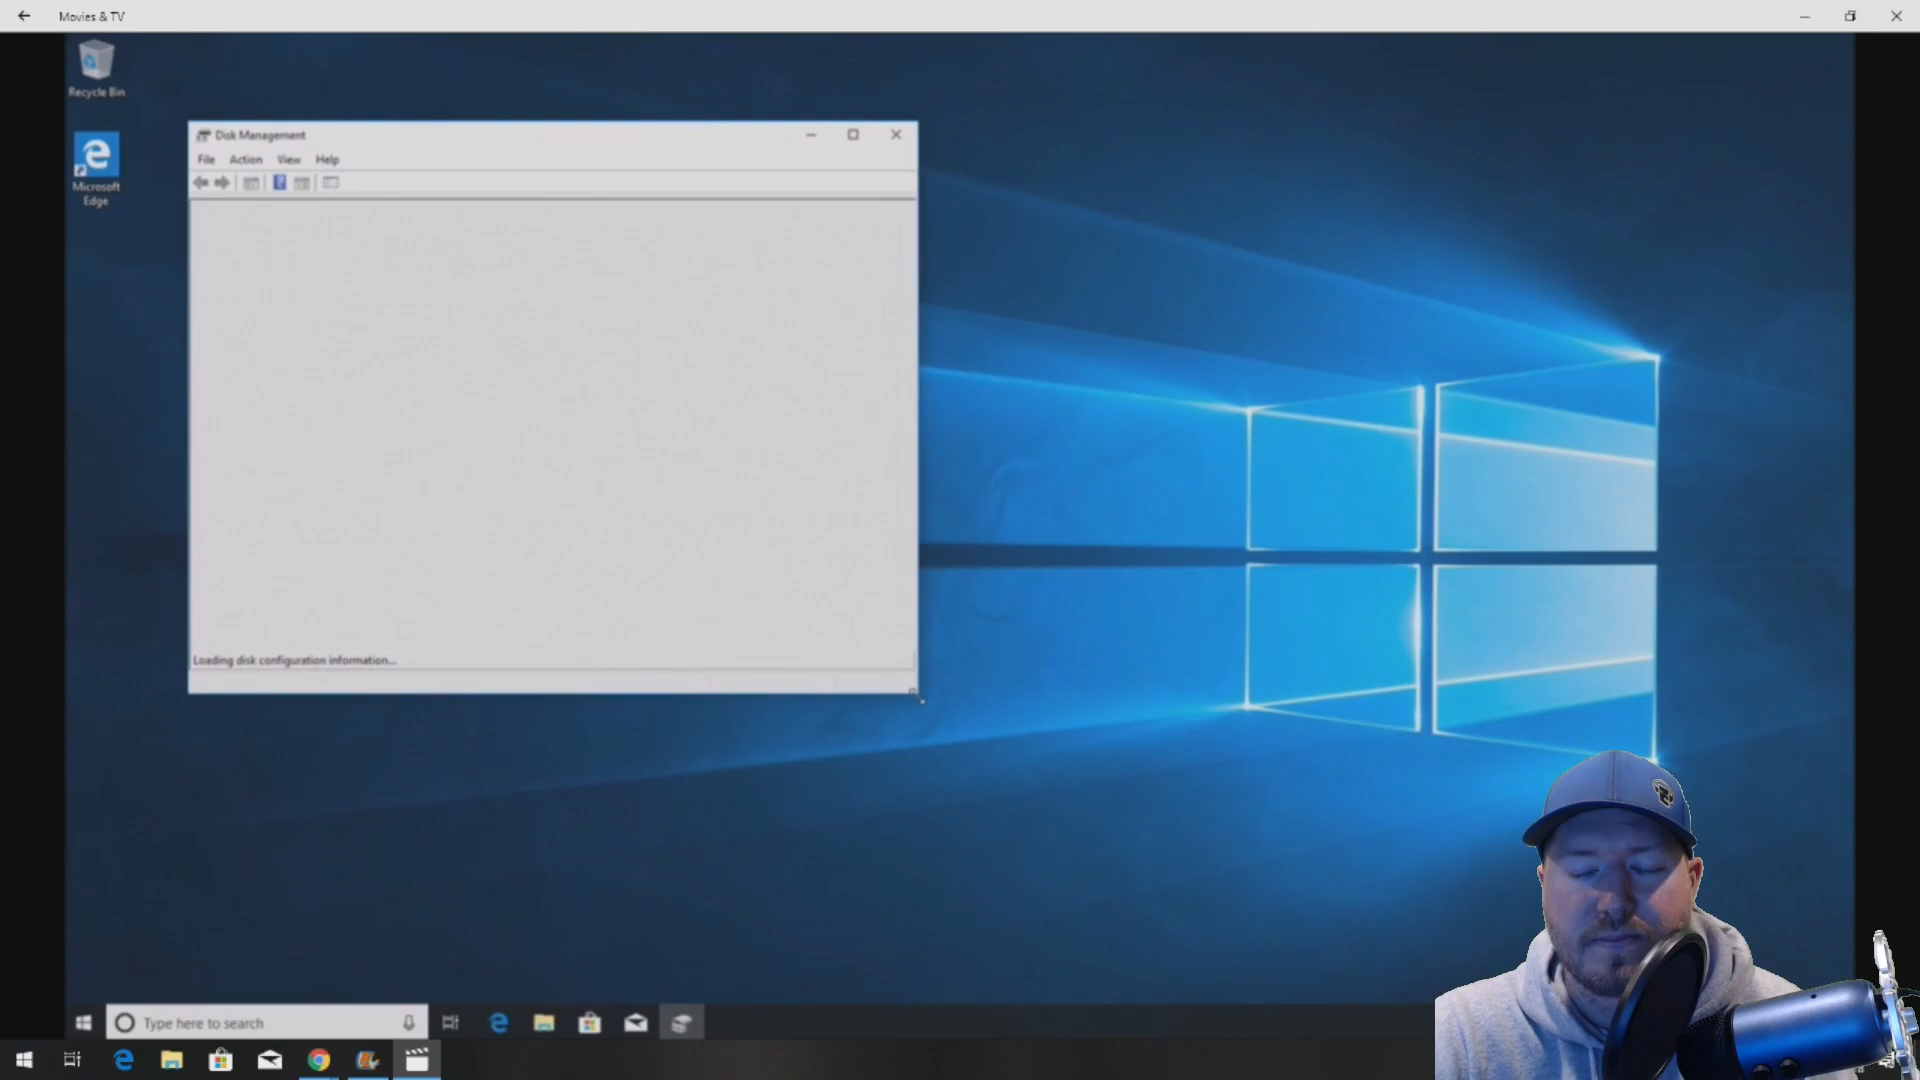 Movies & TV
Recycle Bin
Disk Management
File Action View Help
Microsoft
Edge
Loading disk configuration information...
Type here to search